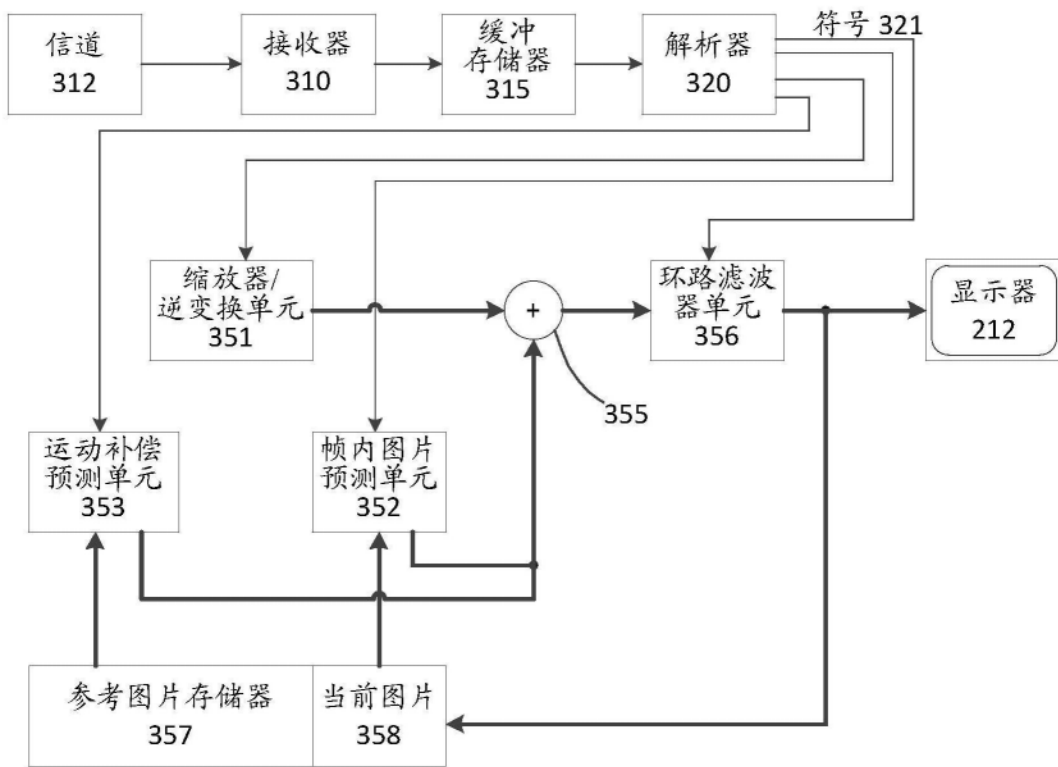 信道
312
接收器
310
缓冲
存储器
315
解析器
320
符号 321
缩放器/
逆变换单元
351
+
355
环路滤波
器单元
356
显示器
212
运动补偿
预测单元
353
帧内图片
预测单元
352
参考图片存储器
357
当前图片
358